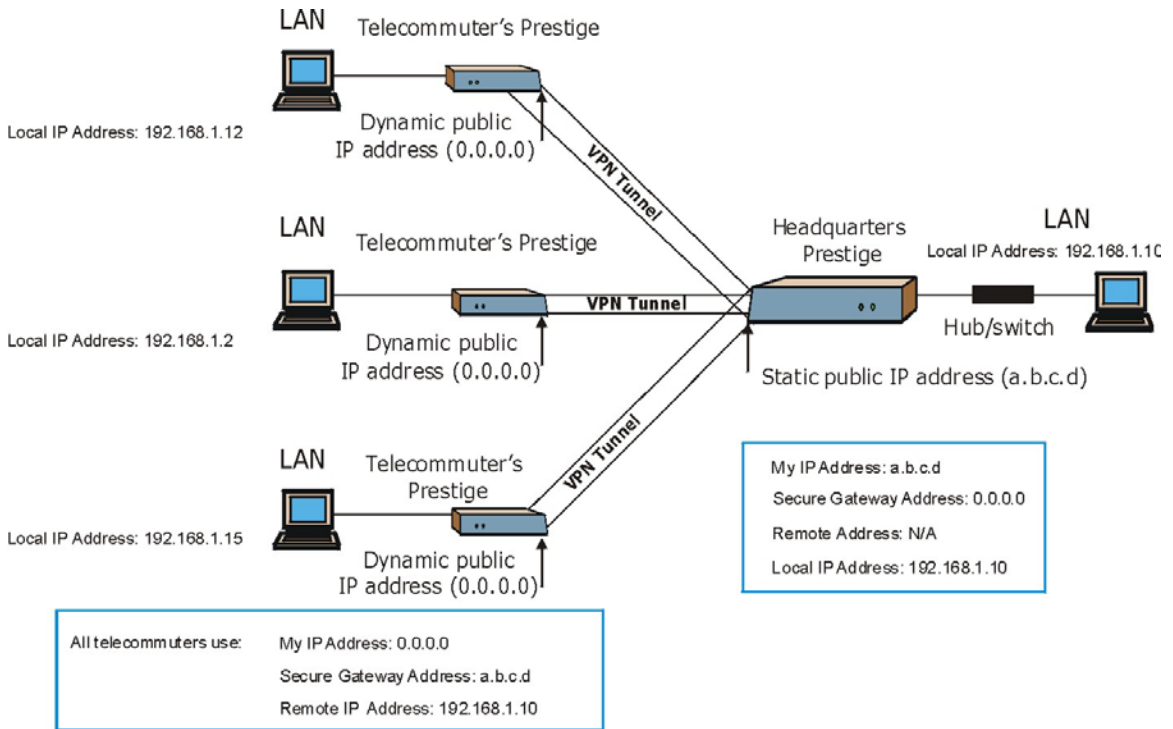 LAN
Telecommuter's Prestige
Local IP Address: 192.168.1.12
Dynamic public
IP address (0.0.0.0)
VPN Tunnel
LAN
Telecommuter's Prestige
Local IP Address: 192.168.1.2
Dynamic public
IP address (0.0.0.0)
VPN Tunnel
Headquarters
Prestige
LAN
Local IP Address: 192.168.1.10
Hub/switch
Static public IP address (a.b.c.d)
LAN
Telecommuter's
Prestige
Local IP Address: 192.168.1.15
Dynamic public
IP address (0.0.0.0)
VPN Tunnel
My IP Address: a.b.c.d
Secure Gateway Address: 0.0.0.0
Remote Address: N/A
Local IP Address: 192.168.1.10
All telecommuters use: My IP Address: 0.0.0.0
Secure Gateway Address: a.b.c.d
Remote IP Address: 192.168.1.10